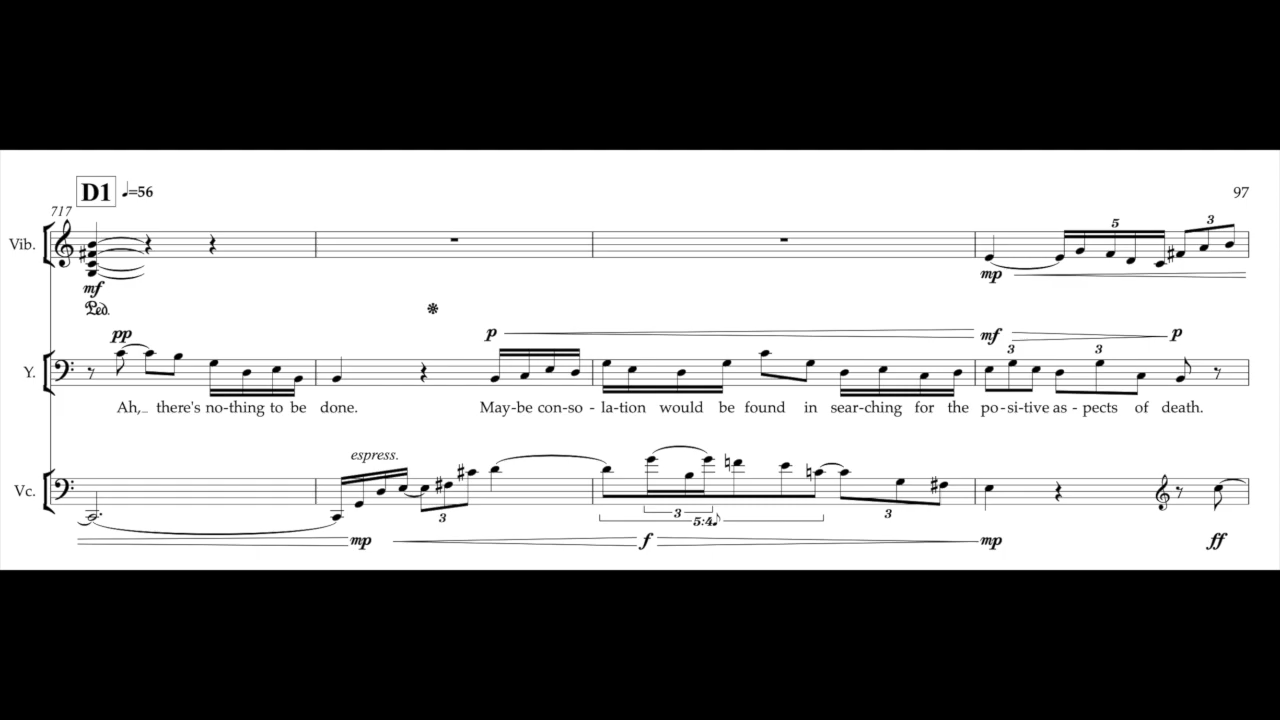 D1 ♩=56
717
97
Vib.
mf
mp
5
3
Ped.
pp
p
mf
p
3
3
Y.
Ah, there's no-thing to be done. May-be con-so-la-tion would be found in sear-ching for the po-si-tive as-pects of death.
espress.
Vc.
3
3
5:4♪
3
mp
f
mp
ff